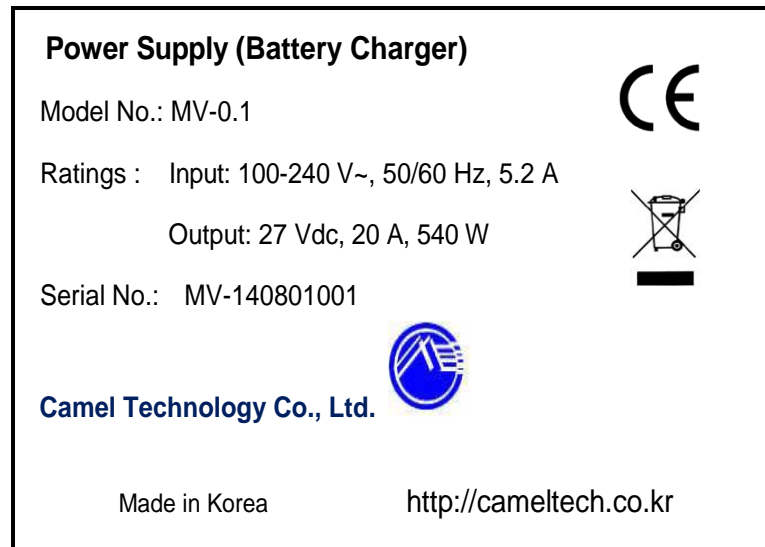 Power Supply (Battery Charger)
CE
Model No.: MV-0.1
Ratings : Input: 100-240 V~, 50/60 Hz, 5.2 A
Output: 27 Vdc, 20 A, 540 W
Serial No.: MV-140801001
Camel Technology Co., Ltd.
Made in Korea http://cameltech.co.kr